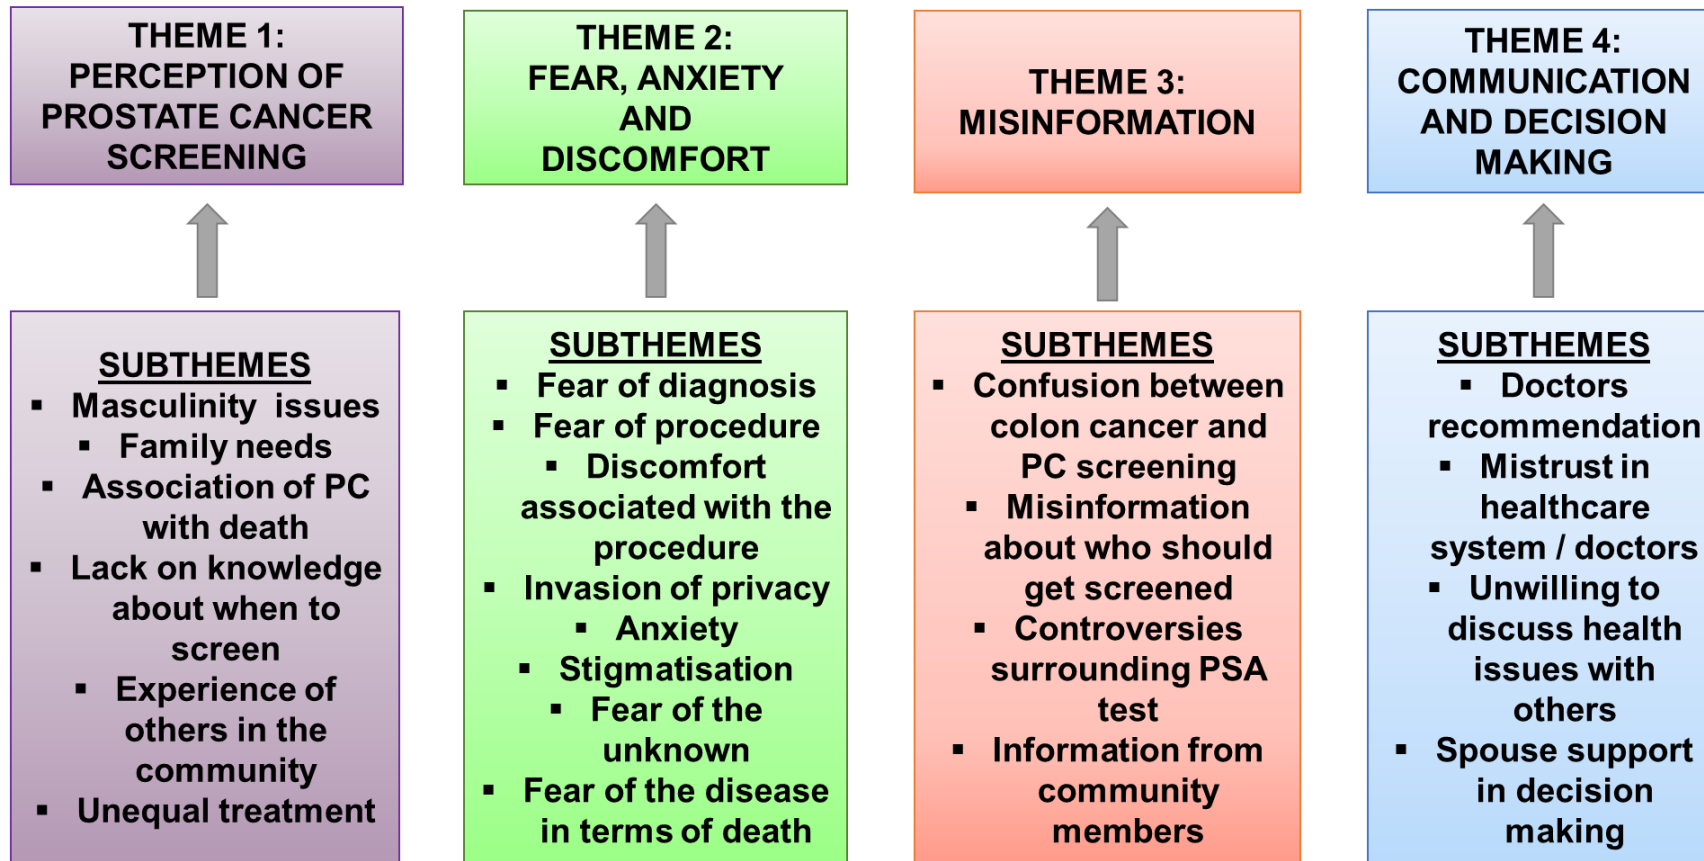 THEME 1:
PERCEPTION OF
PROSTATE CANCER
SCREENING
THEME 2:
FEAR, ANXIETY
AND
DISCOMFORT
THEME 3:
MISINFORMATION
THEME 4:
COMMUNICATION
AND DECISION
MAKING
SUBTHEMES
▪ Masculinity issues
▪ Family needs
▪ Association of PC
with death
▪ Lack on knowledge
about when to
screen
▪ Experience of
others in the
community
▪ Unequal treatment
SUBTHEMES
▪ Fear of diagnosis
▪ Fear of procedure
▪ Discomfort
associated with the
procedure
▪ Invasion of privacy
▪ Anxiety
▪ Stigmatisation
▪ Fear of the
unknown
▪ Fear of the disease
in terms of death
SUBTHEMES
▪ Confusion between
colon cancer and
PC screening
▪ Misinformation
about who should
get screened
▪ Controversies
surrounding PSA
test
▪ Information from
community
members
SUBTHEMES
▪ Doctors
recommendation
▪ Mistrust in
healthcare
system / doctors
▪ Unwilling to
discuss health
issues with
others
▪ Spouse support
in decision
making